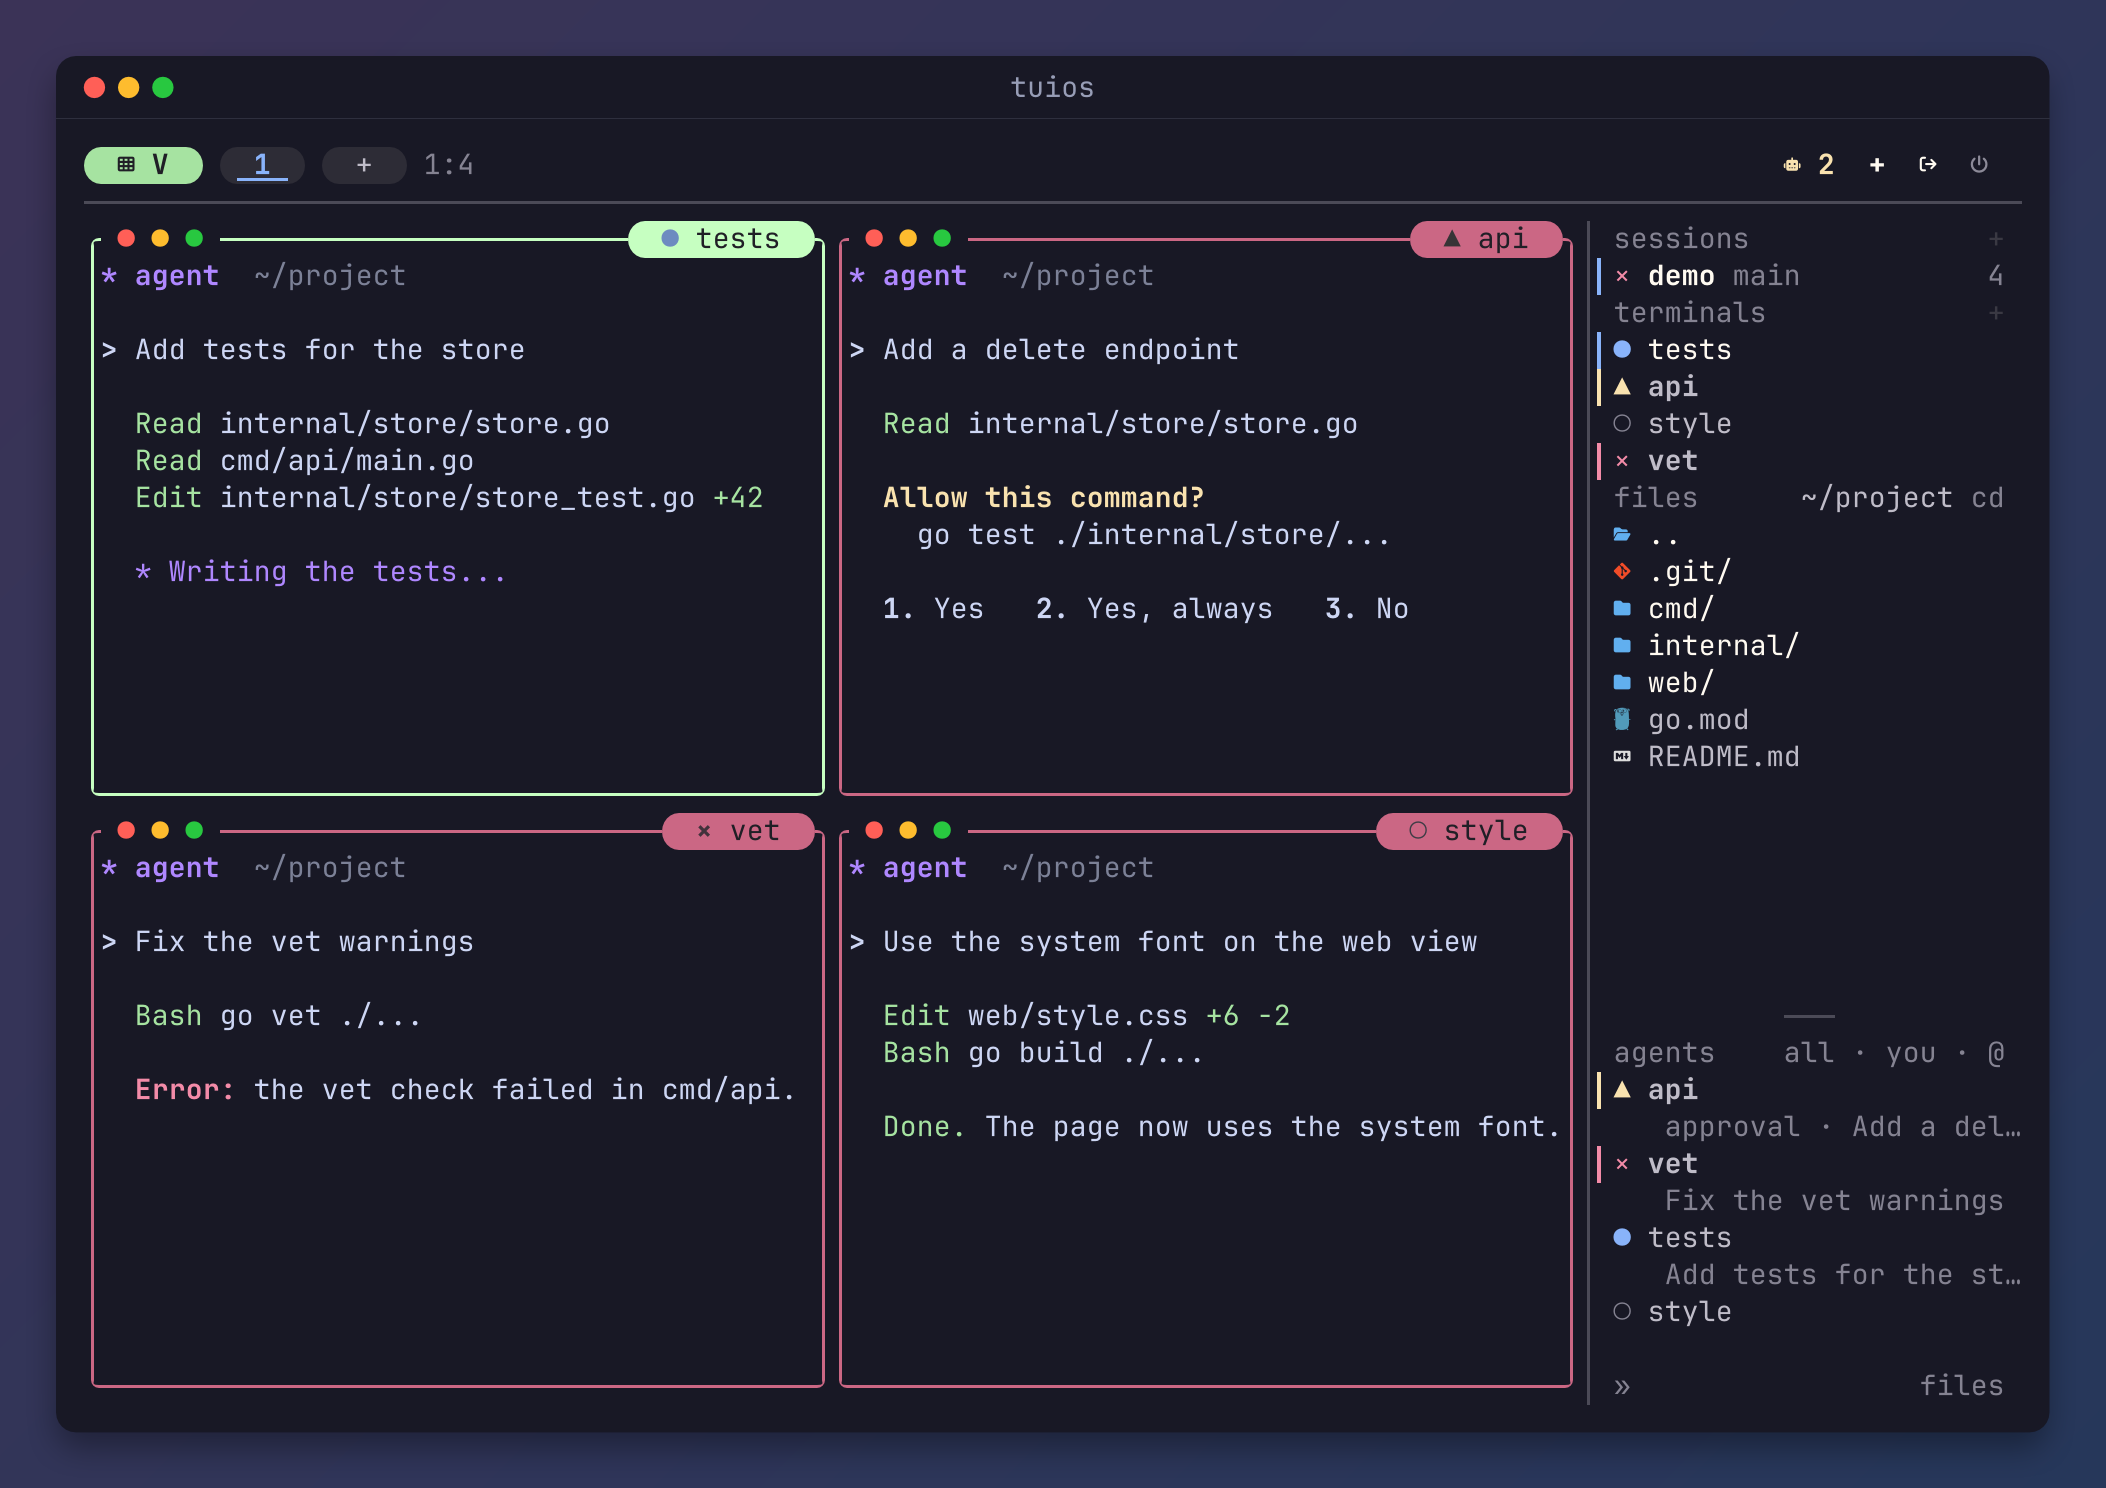 tuios
V 1 + 1:4 2 +
tests
* agent ~/project
> Add tests for the store
Read internal/store/store.go
Read cmd/api/main.go
Edit internal/store/store_test.go +42
* Writing the tests...
api
* agent ~/project
> Add a delete endpoint
Read internal/store/store.go
Allow this command?
go test ./internal/store/...
1. Yes 2. Yes, always 3. No
× vet
* agent ~/project
> Fix the vet warnings
Bash go vet ./...
Error: the vet check failed in cmd/api.
style
* agent ~/project
> Use the system font on the web view
Edit web/style.css +6 -2
Bash go build ./...
Done. The page now uses the system font.
sessions +
× demo main 4
terminals +
tests
api
style
× vet
files ~/project cd
..
.git/
cmd/
internal/
web/
go.mod
README.md
agents all · you · @
api
approval · Add a del…
× vet
Fix the vet warnings
tests
Add tests for the st…
style
» files